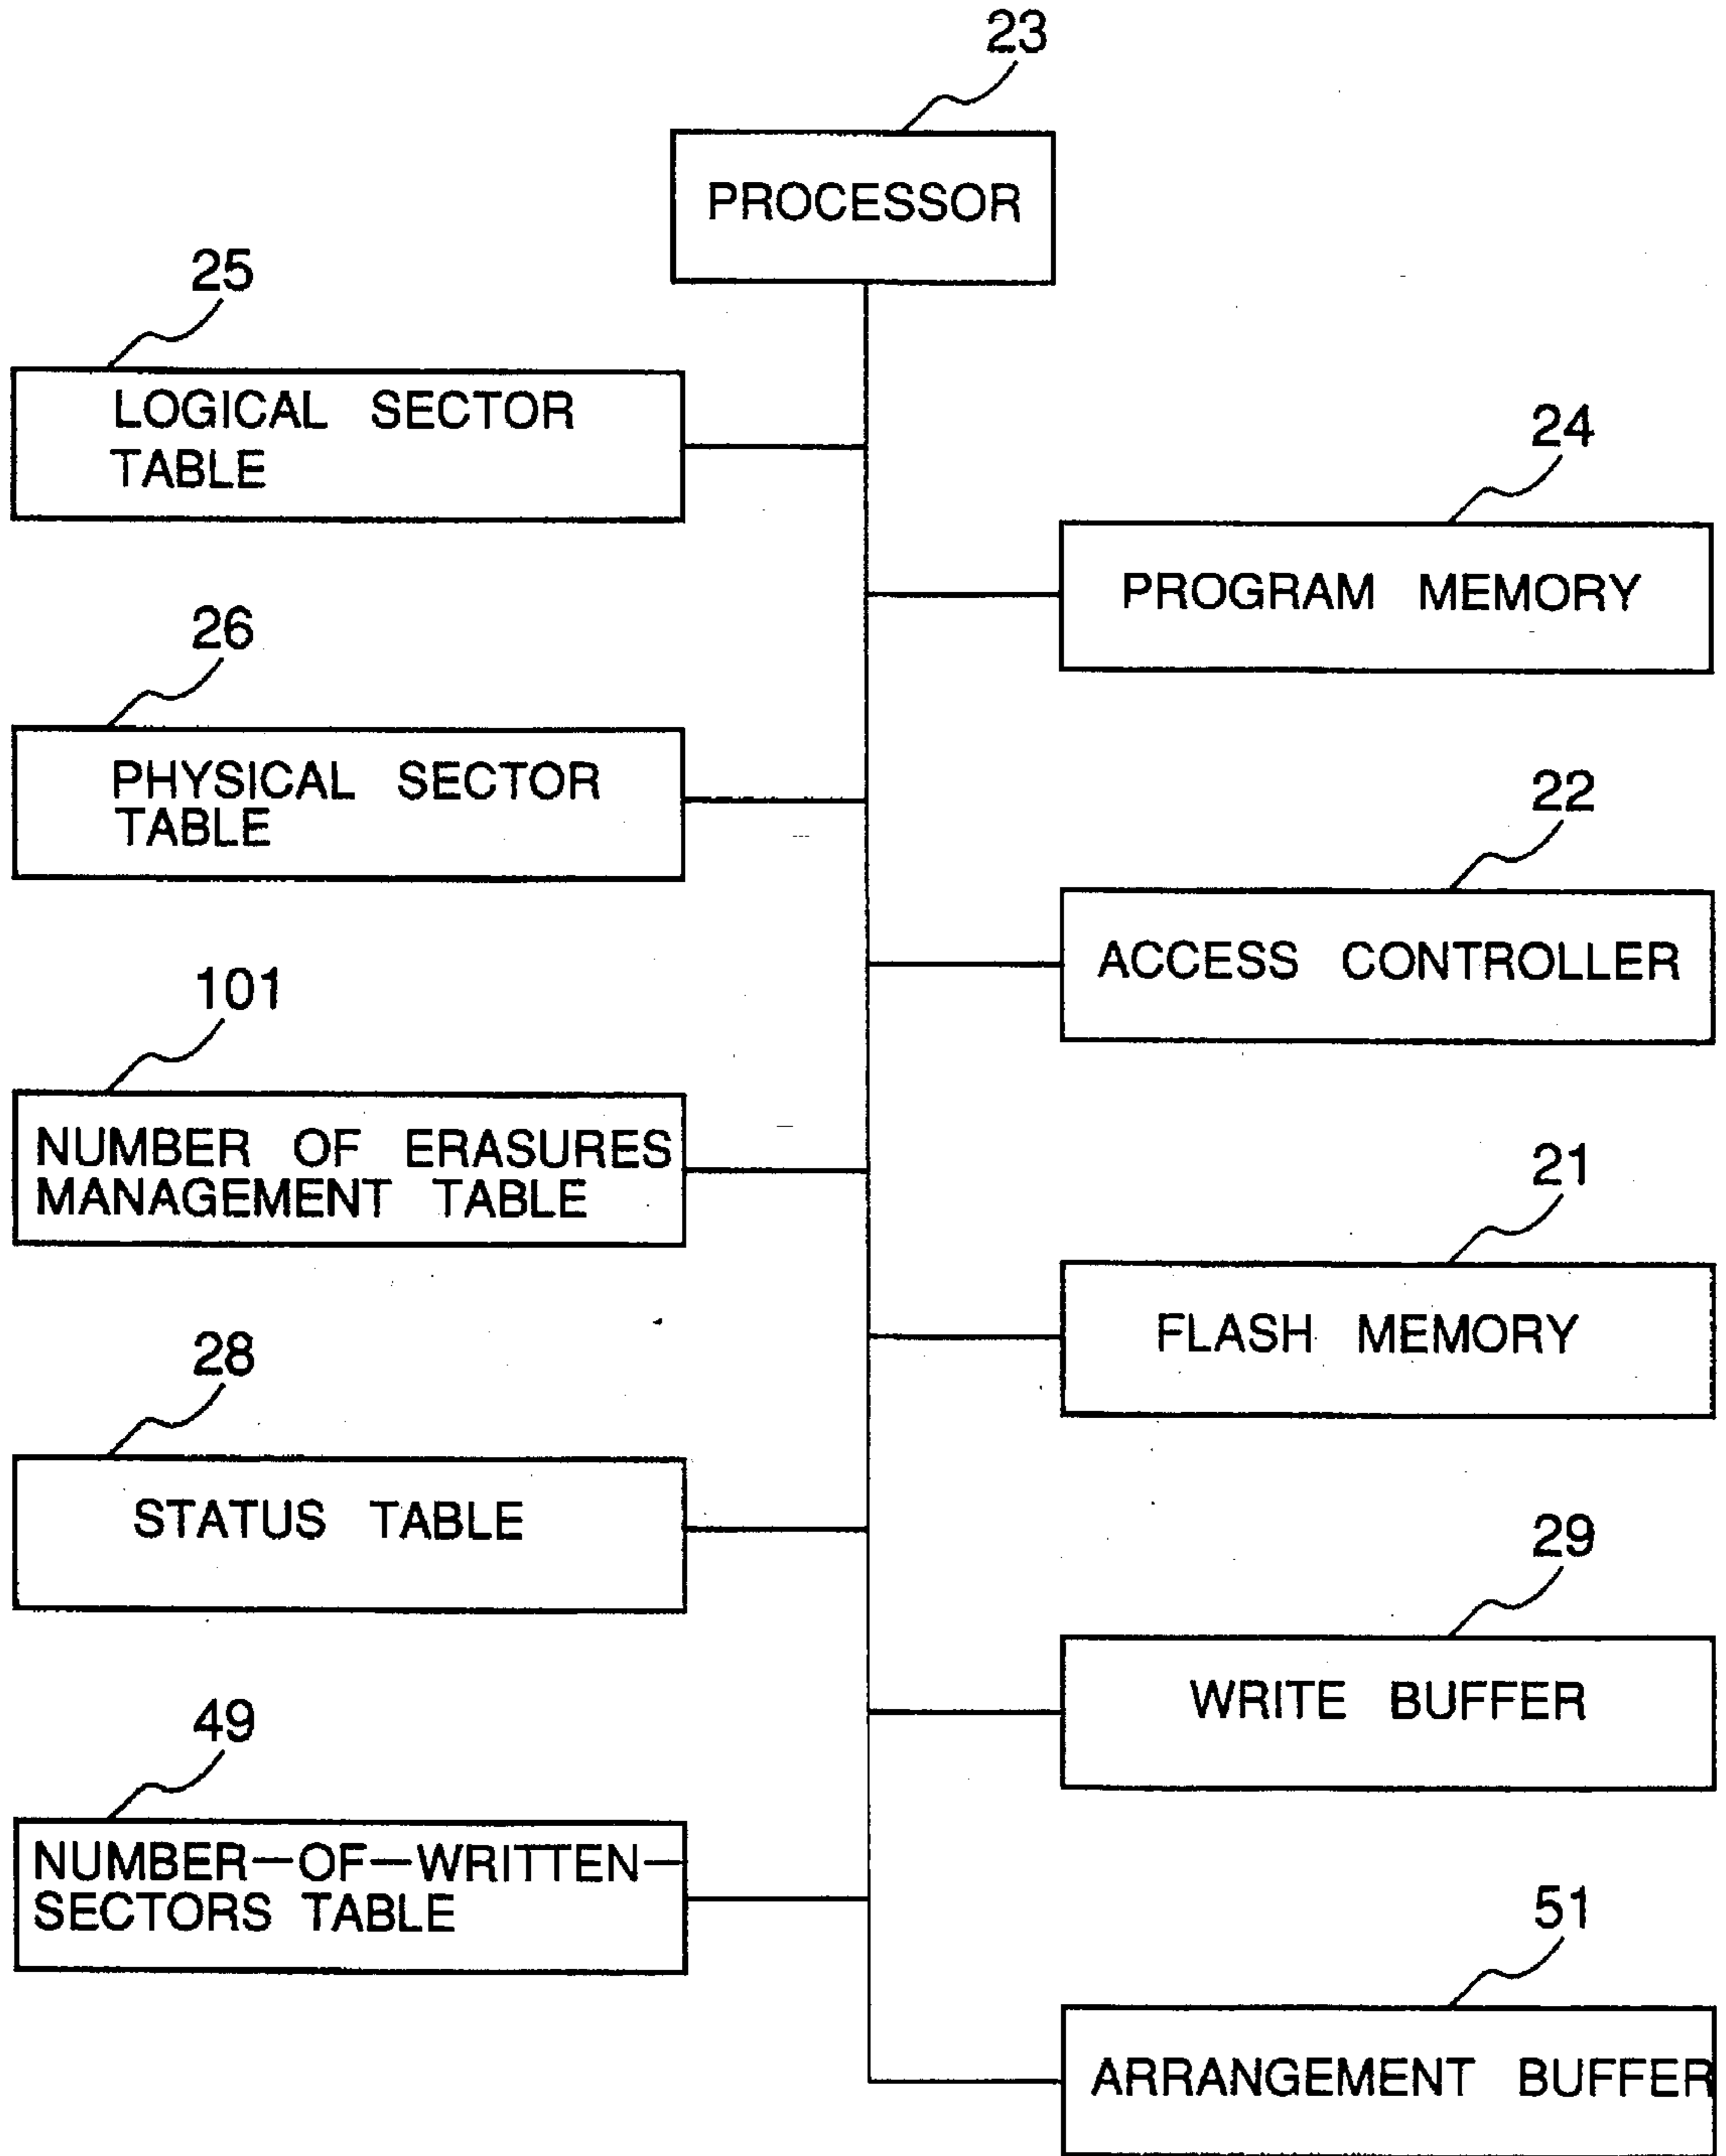 23
PROCESSOR
25
LOGICAL SECTOR
TABLE
24
PROGRAM MEMORY
26
PHYSICAL SECTOR
TABLE
22
ACCESS CONTROLLER
101
NUMBER OF ERASURES
MANAGEMENT TABLE
21
FLASH MEMORY
28
STATUS TABLE
29
WRITE BUFFER
49
NUMBER—OF—WRITTEN—
SECTORS TABLE
51
ARRANGEMENT BUFFER